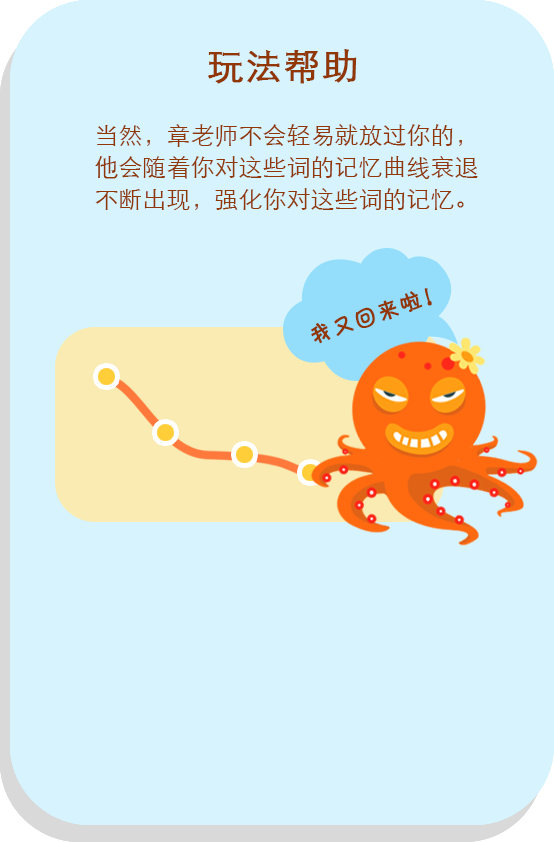 玩法帮助
当然，章老师不会轻易就放过你的，
他会随着你对这些词的记忆曲线衰退
不断出现，强化你对这些词的记忆。
我又回来啦！